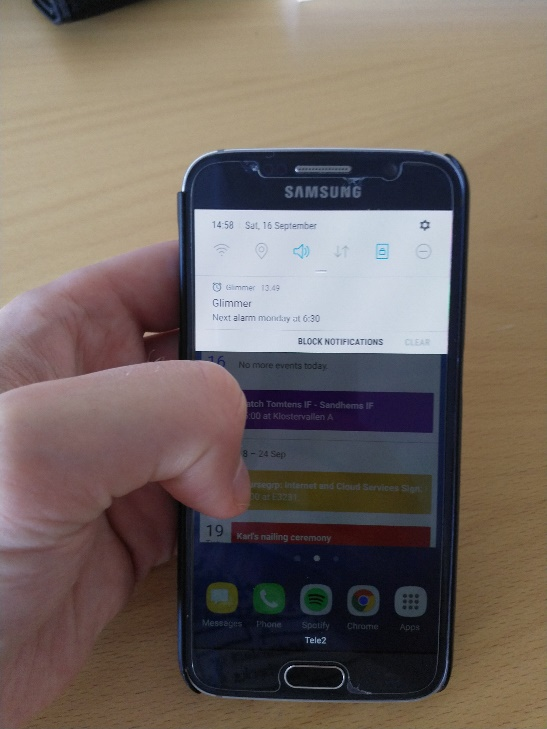 SAMSUNG
14:58 Sat, 16 September
Glimmer 13:49
Glimmer
Next alarm monday at 6:30
BLOCK NOTIFICATIONS CLEAR
16 No more events today.
Tomtens IF - Sandhems IF
at Klostervallen A
– 24 Sep
Internet and Cloud Services Sign.
at
19 Karl's nailing ceremony
Messages Phone Spotify Chrome Apps
Tele2